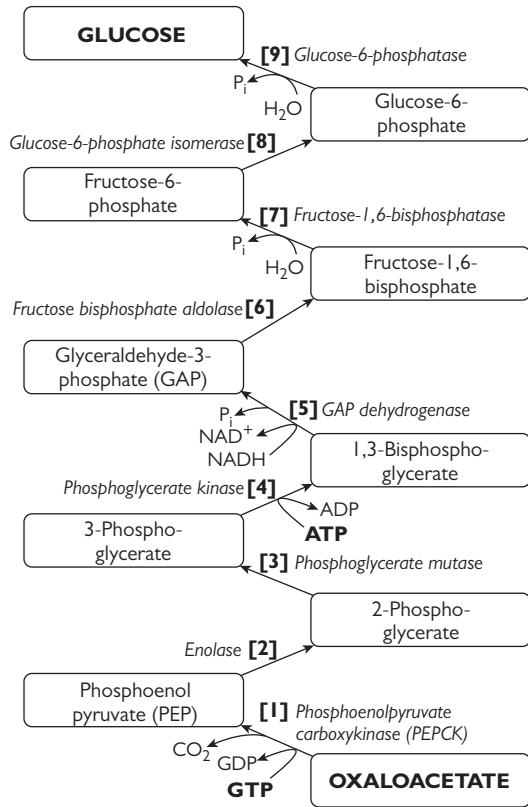 GLUCOSE
[9] Glucose-6-phosphatase
Pi
H2O
Glucose-6-
phosphate
Glucose-6-phosphate isomerase [8]
Fructose-6-
phosphate
[7] Fructose-1,6-bisphosphatase
Pi
H2O
Fructose-1,6-
bisphosphate
Fructose bisphosphate aldolase [6]
Glyceraldehyde-3-
phosphate (GAP)
[5] GAP dehydrogenase
Pi
NAD+
NADH
1,3-Bisphospho-
glycerate
Phosphoglycerate kinase [4]
ADP
ATP
3-Phospho-
glycerate
[3] Phosphoglycerate mutase
2-Phospho-
glycerate
Enolase [2]
Phosphoenol
pyruvate (PEP)
[1] Phosphoenolpyruvate
carboxykinase (PEPCK)
CO2
GDP
GTP
OXALOACETATE